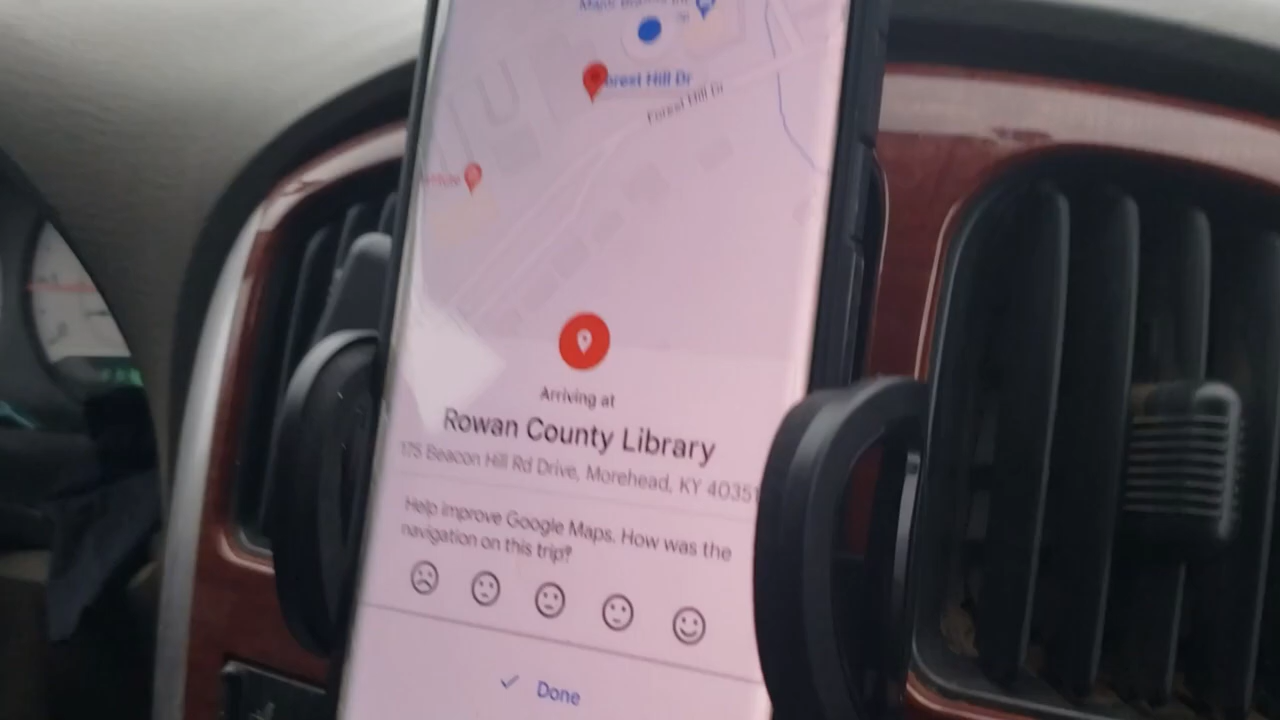 Forest Hill Dr
Forest Hill Dr
Arriving at
Rowan County Library
175 Beacon Hill Rd Drive, Morehead, KY 40351
Help improve Google Maps. How was the
navigation on this trip?
Done